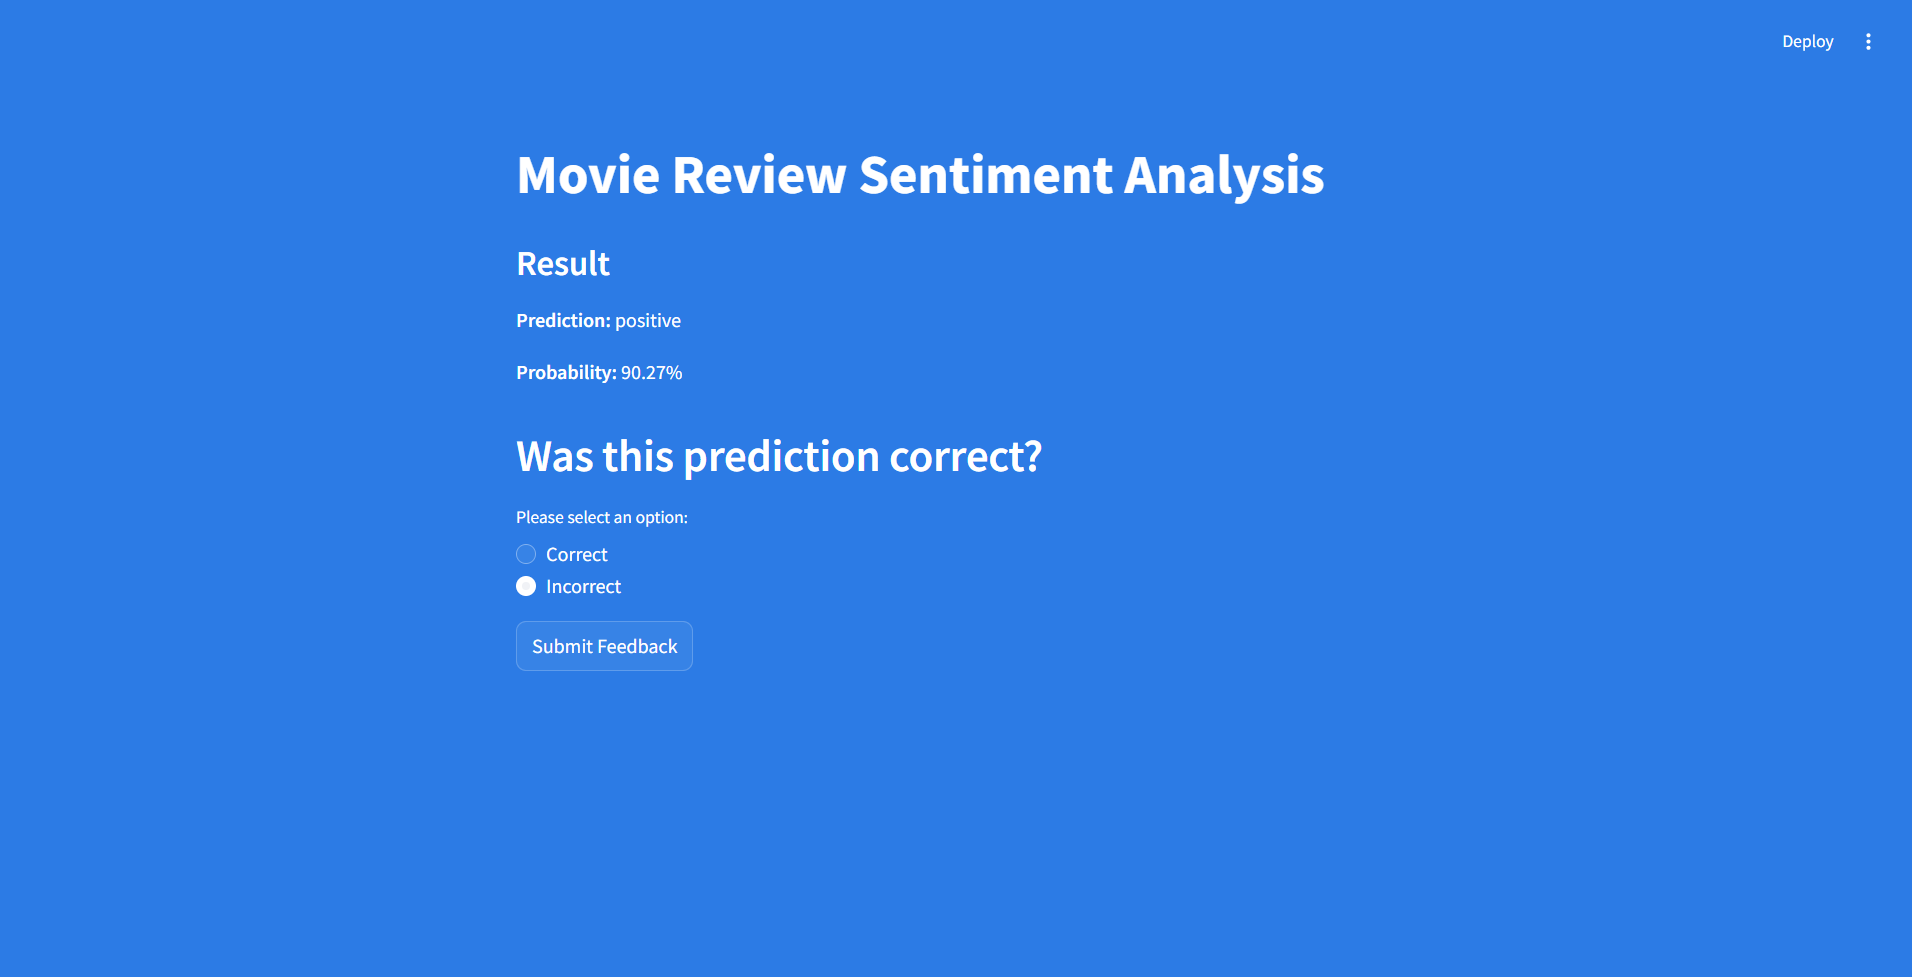 Deploy
Movie Review Sentiment Analysis
Result
Prediction: positive
Probability: 90.27%
Was this prediction correct?
Please select an option:
Correct
Incorrect
Submit Feedback